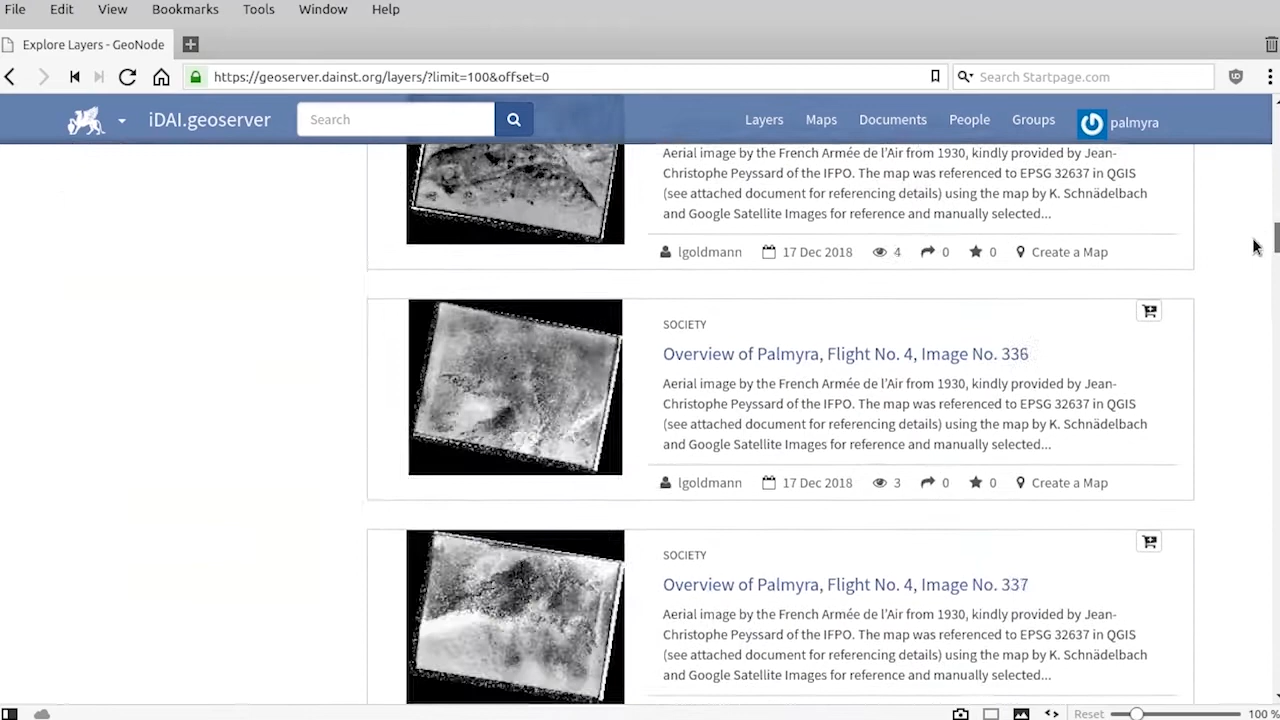 File Edit View Bookmarks Tools Window Help
Explore Layers - GeoNode
https://geoserver.dainst.org/layers/?limit=100&offset=0
Search Startpage.com
iDAI.geoserver
Search
Layers Maps Documents People Groups palmyra
Aerial image by the French Armée de l'Air from 1930, kindly provided by Jean-
Christophe Peyssard of the IFPO. The map was referenced to EPSG 32637 in QGIS
(see attached document for referencing details) using the map by K. Schnädelbach
and Google Satellite Images for reference and manually selected...
lgoldmann 17 Dec 2018 4 0 0 Create a Map
SOCIETY
Overview of Palmyra, Flight No. 4, Image No. 336
Aerial image by the French Armée de l'Air from 1930, kindly provided by Jean-
Christophe Peyssard of the IFPO. The map was referenced to EPSG 32637 in QGIS
(see attached document for referencing details) using the map by K. Schnädelbach
and Google Satellite Images for reference and manually selected...
lgoldmann 17 Dec 2018 3 0 0 Create a Map
SOCIETY
Overview of Palmyra, Flight No. 4, Image No. 337
Aerial image by the French Armée de l'Air from 1930, kindly provided by Jean-
Christophe Peyssard of the IFPO. The map was referenced to EPSG 32637 in QGIS
(see attached document for referencing details) using the map by K. Schnädelbach
and Google Satellite Images for reference and manually selected...
Reset 100 %